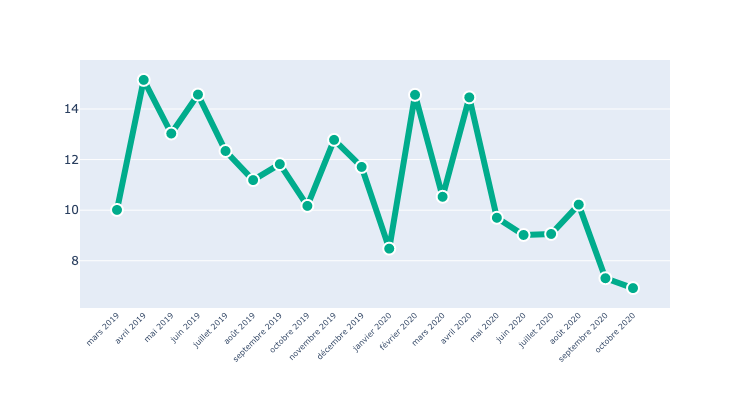 14
12
10
8
mars 2019
avril 2019
mai 2019
juin 2019
juillet 2019
août 2019
septembre 2019
octobre 2019
novembre 2019
décembre 2019
janvier 2020
février 2020
mars 2020
avril 2020
mai 2020
juin 2020
juillet 2020
août 2020
septembre 2020
octobre 2020